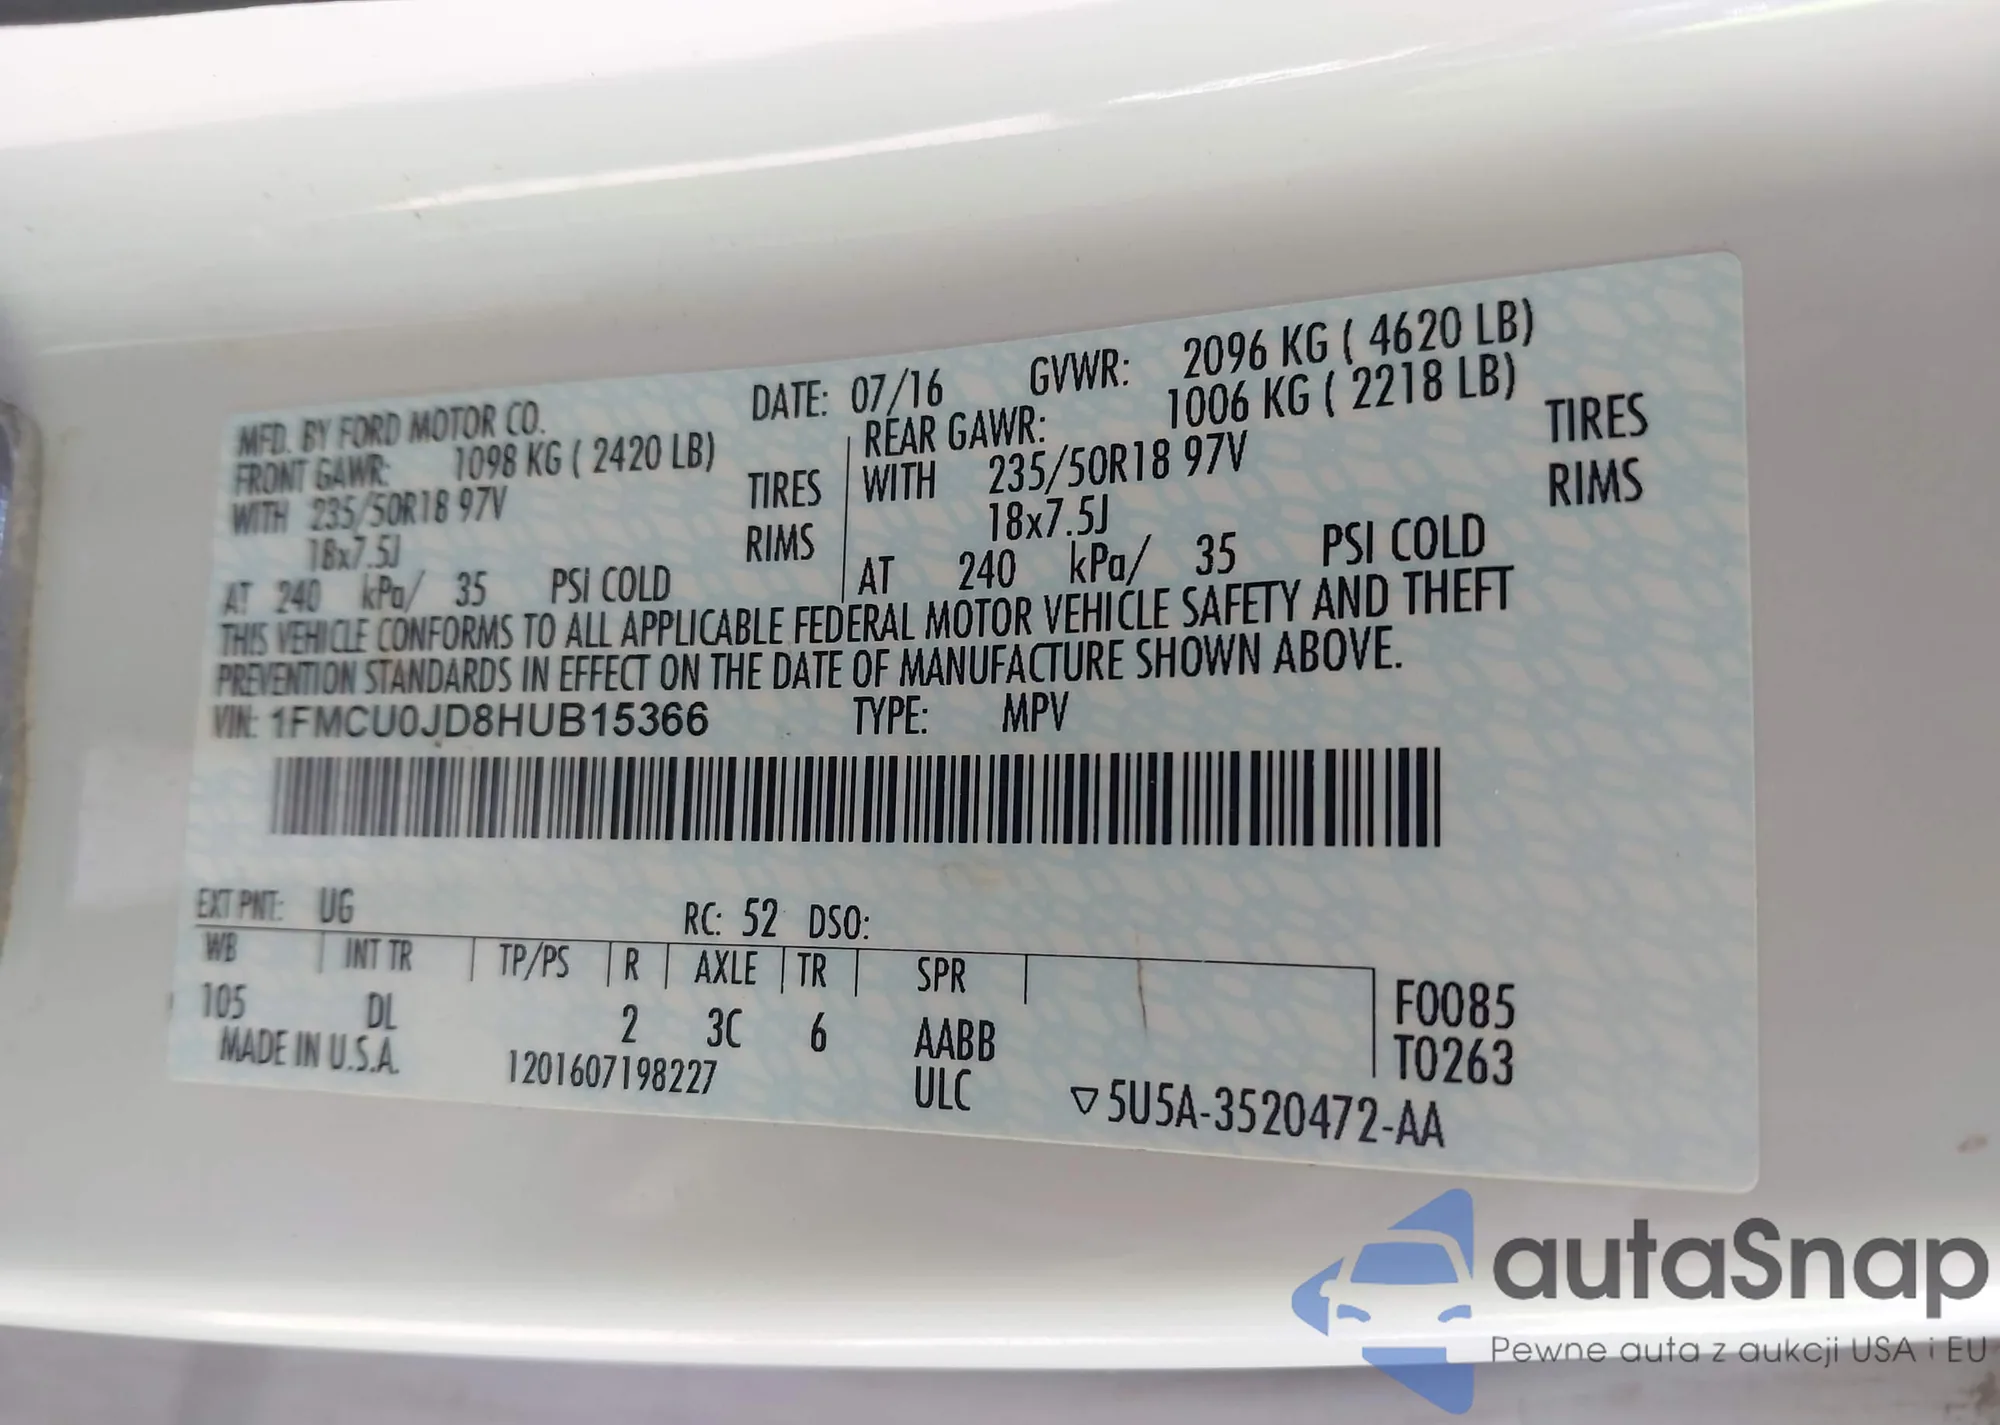 MFD. BY FORD MOTOR CO. DATE: 07/16 GVWR: 2096 KG ( 4620 LB)
FRONT GAWR: 1098 KG ( 2420 LB) REAR GAWR: 1006 KG ( 2218 LB)
WITH 235/50R18 97V TIRES WITH 235/50R18 97V TIRES
18x7.5J RIMS 18x7.5J RIMS
AT 240 kPa/ 35 PSI COLD AT 240 kPa/ 35 PSI COLD
THIS VEHICLE CONFORMS TO ALL APPLICABLE FEDERAL MOTOR VEHICLE SAFETY AND THEFT
PREVENTION STANDARDS IN EFFECT ON THE DATE OF MANUFACTURE SHOWN ABOVE.
VIN: 1FMCU0JD8HUB15366 TYPE: MPV
EXT PNT: UG RC: 52 DSO:
WB INT TR TP/PS R AXLE TR SPR
105 DL 2 3C 6 AABB F0085
MADE IN U.S.A. 1201607198227 ULC T0263
▽5U5A-3520472-AA
autaSnap
Pewne auta z aukcji USA i EU